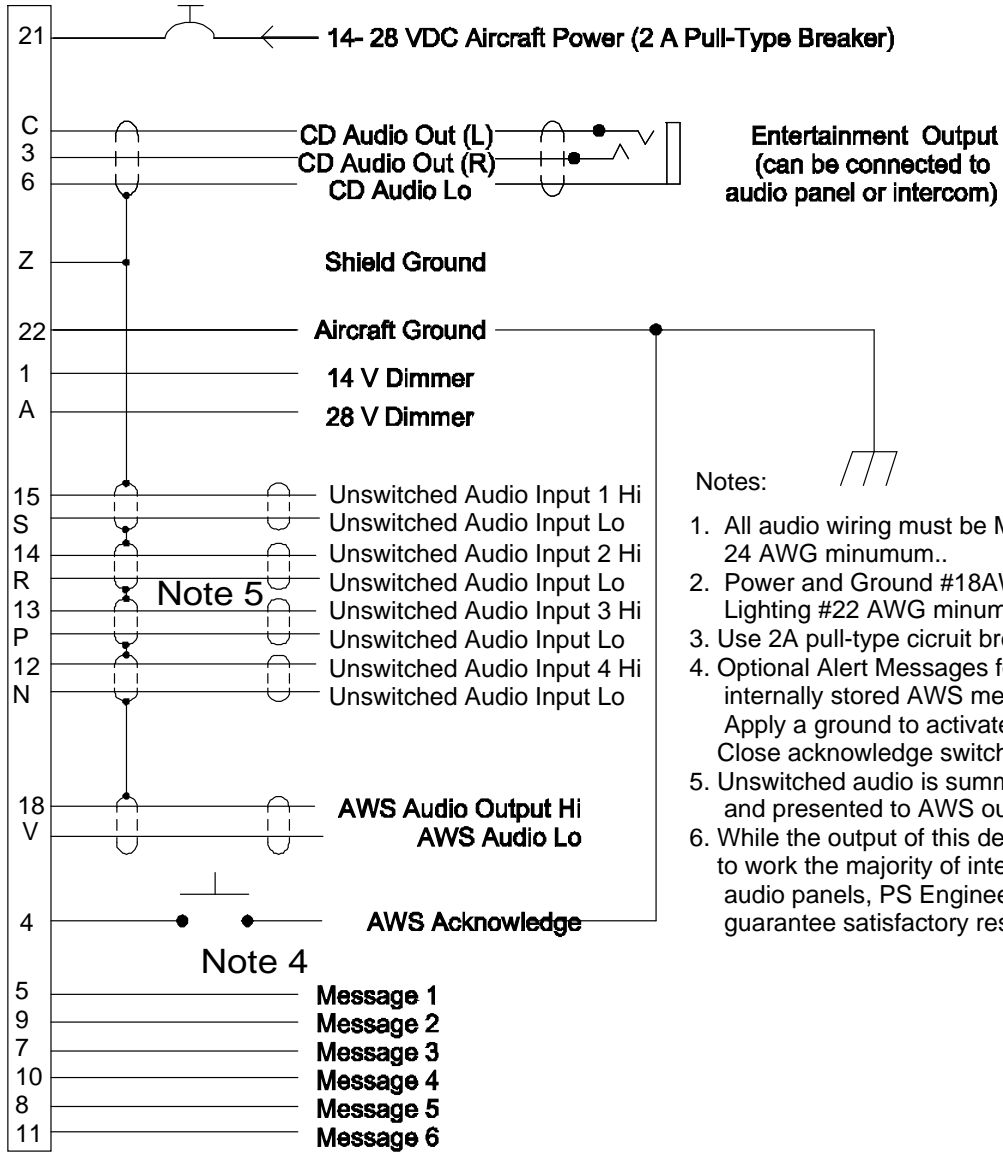 21 14- 28 VDC Aircraft Power (2 A Pull-Type Breaker)
C CD Audio Out (L)
3 CD Audio Out (R)
6 CD Audio Lo
Entertainment Output
(can be connected to
audio panel or intercom)
Z Shield Ground
22 Aircraft Ground
1 14 V Dimmer
A 28 V Dimmer
15 Unswitched Audio Input 1 Hi
S Unswitched Audio Input Lo
14 Unswitched Audio Input 2 Hi
R Unswitched Audio Input Lo
Note 5
13 Unswitched Audio Input 3 Hi
P Unswitched Audio Input Lo
12 Unswitched Audio Input 4 Hi
N Unswitched Audio Input Lo
18 AWS Audio Output Hi
V AWS Audio Lo
4 AWS Acknowledge
Note 4
5 Message 1
9 Message 2
7 Message 3
10 Message 4
8 Message 5
11 Message 6
Notes:
1. All audio wiring must be
24 AWG minumum..
2. Power and Ground #18AW
Lighting #22 AWG minum
3. Use 2A pull-type cicruit
4. Optional Alert Messages
internally stored AWS
Apply a ground to activate
Close acknowledge switch
5. Unswitched audio is summ
and presented to AWS
6. While the output of this
to work the majority of
audio panels, PS
guarantee satisfactory